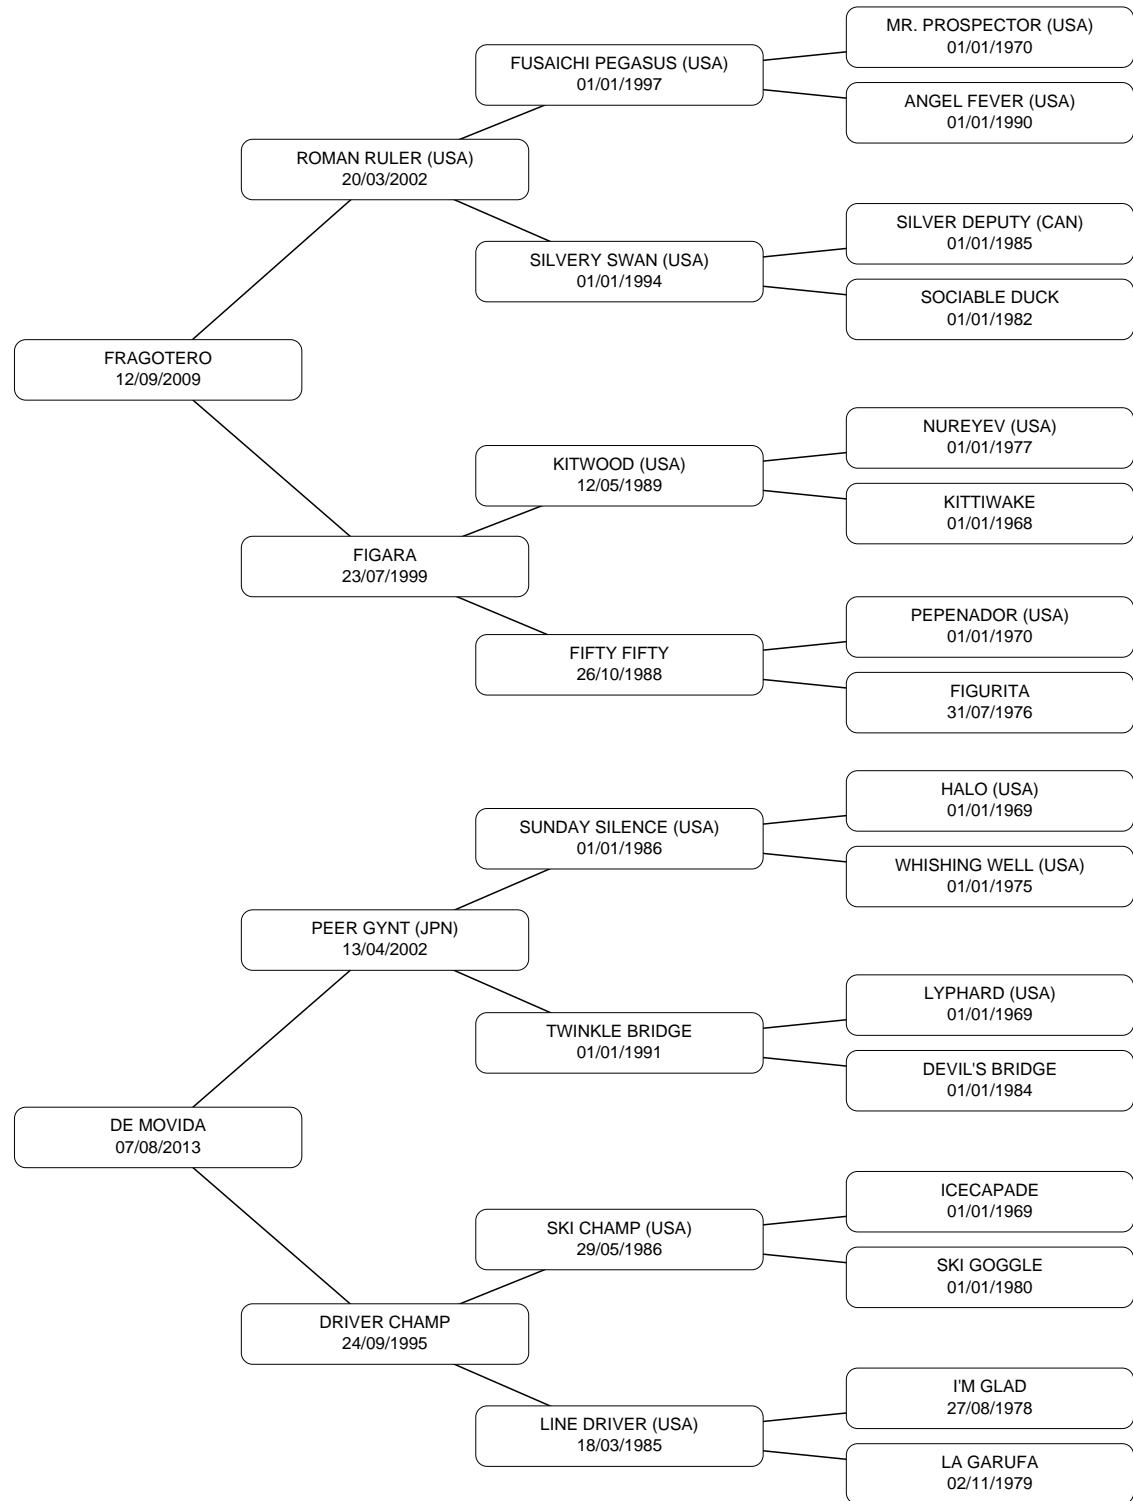 MR. PROSPECTOR (USA)
01/01/1970
FUSAICHI PEGASUS (USA)
01/01/1997
ANGEL FEVER (USA)
01/01/1990
ROMAN RULER (USA)
20/03/2002
SILVER DEPUTY (CAN)
01/01/1985
SILVERY SWAN (USA)
01/01/1994
SOCIABLE DUCK
01/01/1982
FRAGOTERO
12/09/2009
NUREYEV (USA)
01/01/1977
KITWOOD (USA)
12/05/1989
KITTIWAKE
01/01/1968
FIGARA
23/07/1999
PEPENADOR (USA)
01/01/1970
FIFTY FIFTY
26/10/1988
FIGURITA
31/07/1976
HALO (USA)
01/01/1969
SUNDAY SILENCE (USA)
01/01/1986
WHISHING WELL (USA)
01/01/1975
PEER GYNT (JPN)
13/04/2002
LYPHARD (USA)
01/01/1969
TWINKLE BRIDGE
01/01/1991
DEVIL'S BRIDGE
01/01/1984
DE MOVIDA
07/08/2013
ICECAPADE
01/01/1969
SKI CHAMP (USA)
29/05/1986
SKI GOGGLE
01/01/1980
DRIVER CHAMP
24/09/1995
I'M GLAD
27/08/1978
LINE DRIVER (USA)
18/03/1985
LA GARUFA
02/11/1979